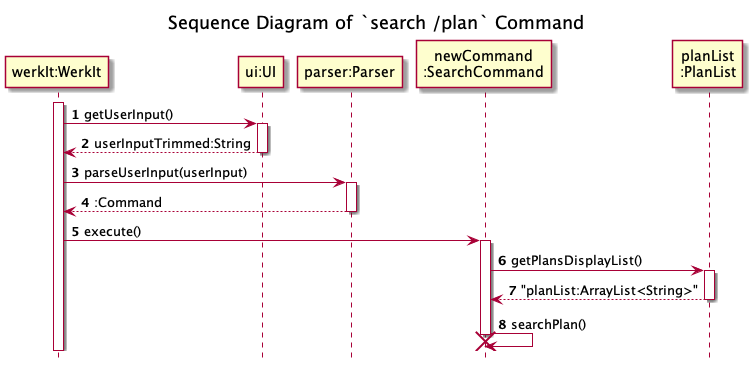 Sequence Diagram of `search /plan` Command
werkIt:WerkIt
ui:UI
parser:Parser
newCommand
:SearchCommand
planList
:PlanList
1 getUserInput()
2 userInputTrimmed:String
3 parseUserInput(userInput)
4 :Command
5 execute()
6 getPlansDisplayList()
7 "planList:ArrayList<String>"
8 searchPlan()